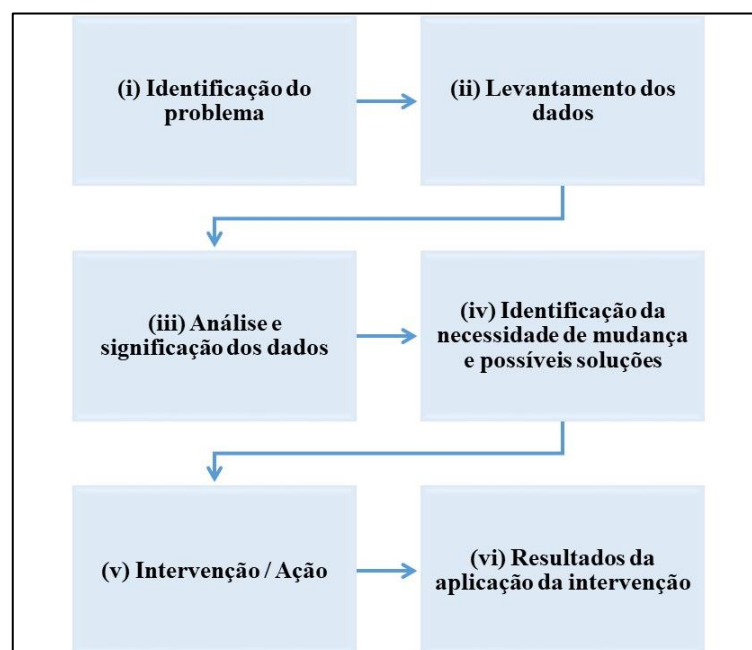 (i) Identificação do
problema
(ii) Levantamento dos
dados
(iii) Análise e
significação dos dados
(iv) Identificação da
necessidade de mudança
e possíveis soluções
(v) Intervenção / Ação
(vi) Resultados da
aplicação da intervenção